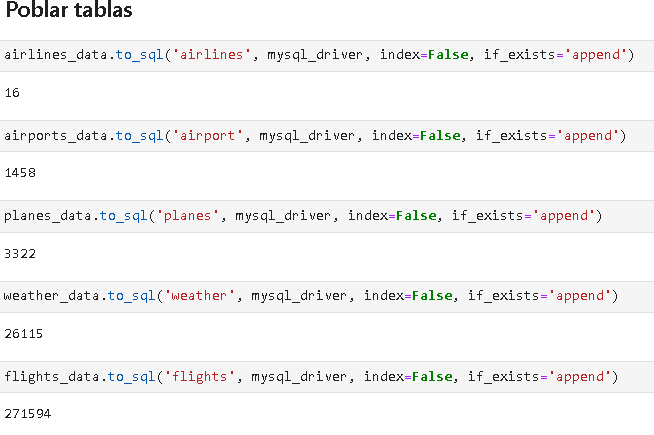 Poblar tablas
airlines_data.to_sql('airlines', mysql_driver, index=False, if_exists='append')
16
airports_data.to_sql('airport', mysql_driver, index=False, if_exists='append')
1458
planes_data.to_sql('planes', mysql_driver, index=False, if_exists='append')
3322
weather_data.to_sql('weather', mysql_driver, index=False, if_exists='append')
26115
flights_data.to_sql('flights', mysql_driver, index=False, if_exists='append')
271594